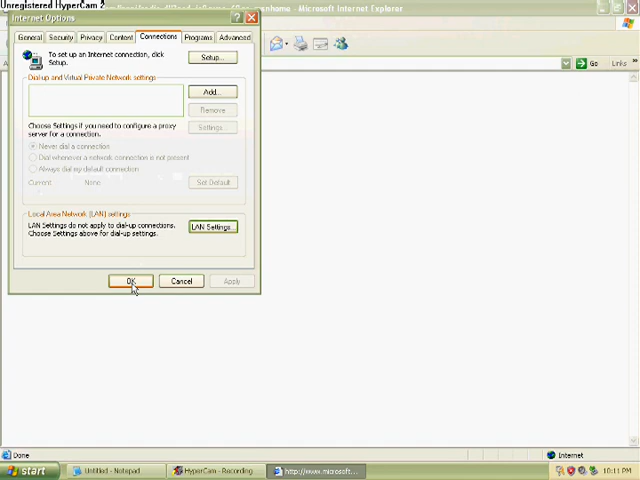 Unregistered HyperCam 2
Microsoft Internet Explorer
Internet Options
General
Security
Privacy
Content
Connections
Programs
Advanced
To set up an Internet connection, click
Setup.
Setup...
Dial-up and Virtual Private Network settings
Add...
Remove
Choose Settings if you need to configure a proxy
server for a connection.
Settings...
Never dial a connection
Dial whenever a network connection is not present
Always dial my default connection
Current
None
Set Default
Local Area Network (LAN) settings
LAN Settings do not apply to dial-up connections.
Choose Settings above for dial-up settings.
LAN Settings...
OK
Cancel
Apply
Go
Links
Done
Internet
start
Untitled - Notepad
HyperCam - Recording
http://www.microsoft...
10:11 PM